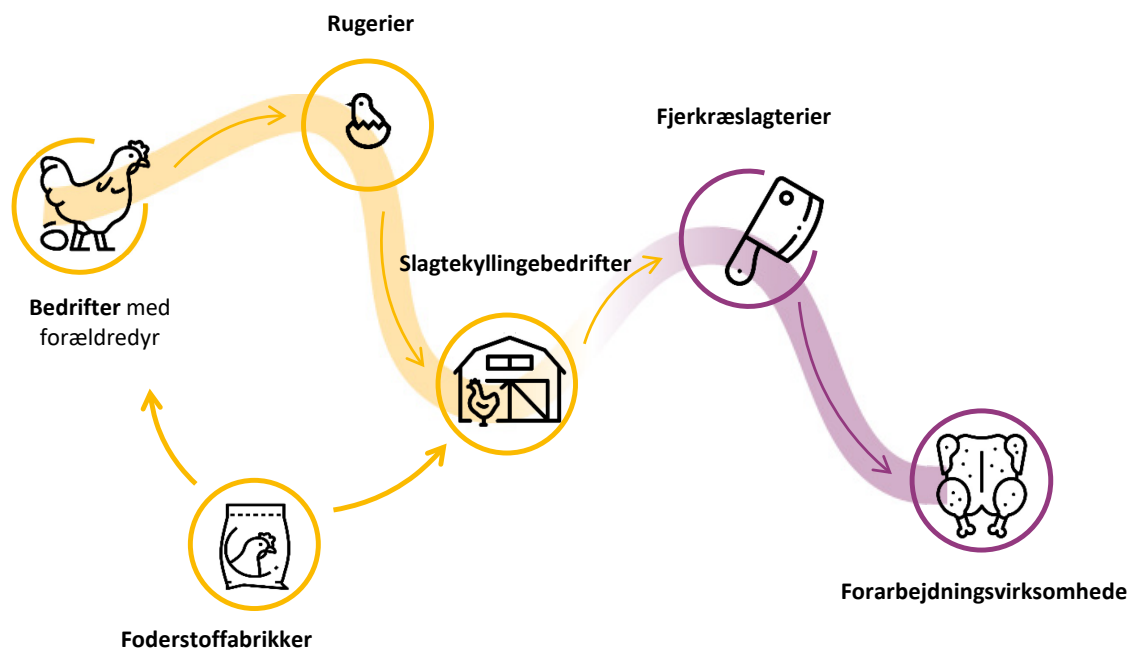 Rugerier
Fjerkræslagterier
Slagtekyllingebedrifter
Bedrifter med
forældredyr
Forarbejdningsvirksomhede
Foderstoffabrikker